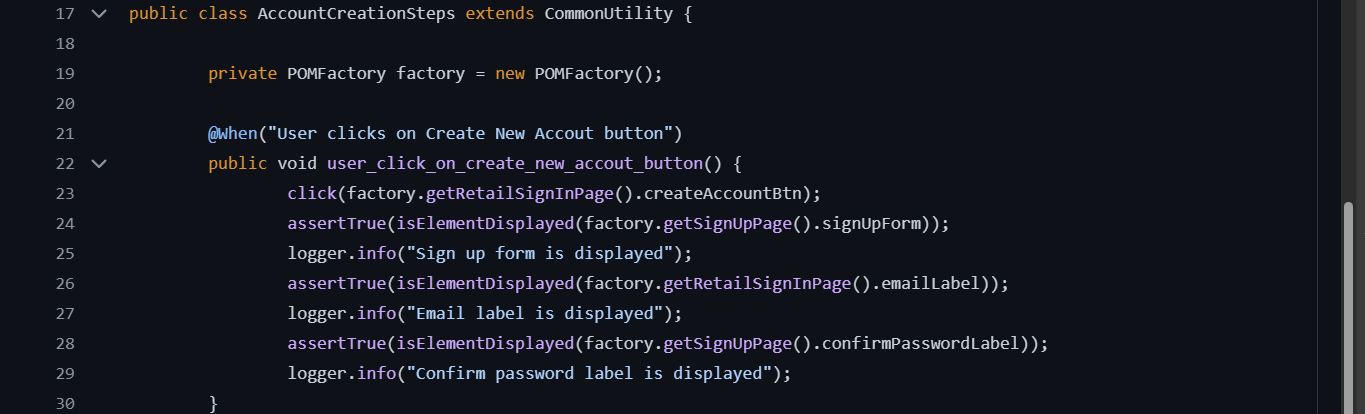 17 public class AccountCreationSteps extends CommonUtility {
18
19 private POMFactory factory = new POMFactory();
20
21 @When("User clicks on Create New Accout button")
22 public void user_click_on_create_new_accout_button() {
23 click(factory.getRetailSignInPage().createAccountBtn);
24 assertTrue(isElementDisplayed(factory.getSignUpPage().signUpForm));
25 logger.info("Sign up form is displayed");
26 assertTrue(isElementDisplayed(factory.getRetailSignInPage().emailLabel));
27 logger.info("Email label is displayed");
28 assertTrue(isElementDisplayed(factory.getSignUpPage().confirmPasswordLabel));
29 logger.info("Confirm password label is displayed");
30 }